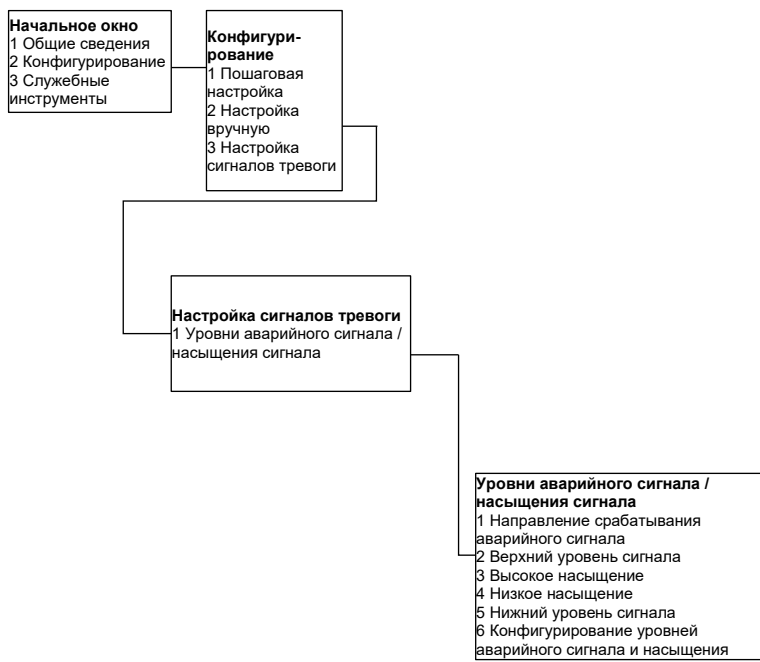 Начальное окно
1 Общие сведения
2 Конфигурирование
3 Служебные
инструменты
Конфигури-
рование
1 Пошаговая
настройка
2 Настройка
вручную
3 Настройка
сигналов тревоги
Настройка сигналов тревоги
1 Уровни аварийного сигнала /
насыщения сигнала
Уровни аварийного сигнала /
насыщения сигнала
1 Направление срабатывания
аварийного сигнала
2 Верхний уровень сигнала
3 Высокое насыщение
4 Низкое насыщение
5 Нижний уровень сигнала
6 Конфигурирование уровней
аварийного сигнала и насыщения